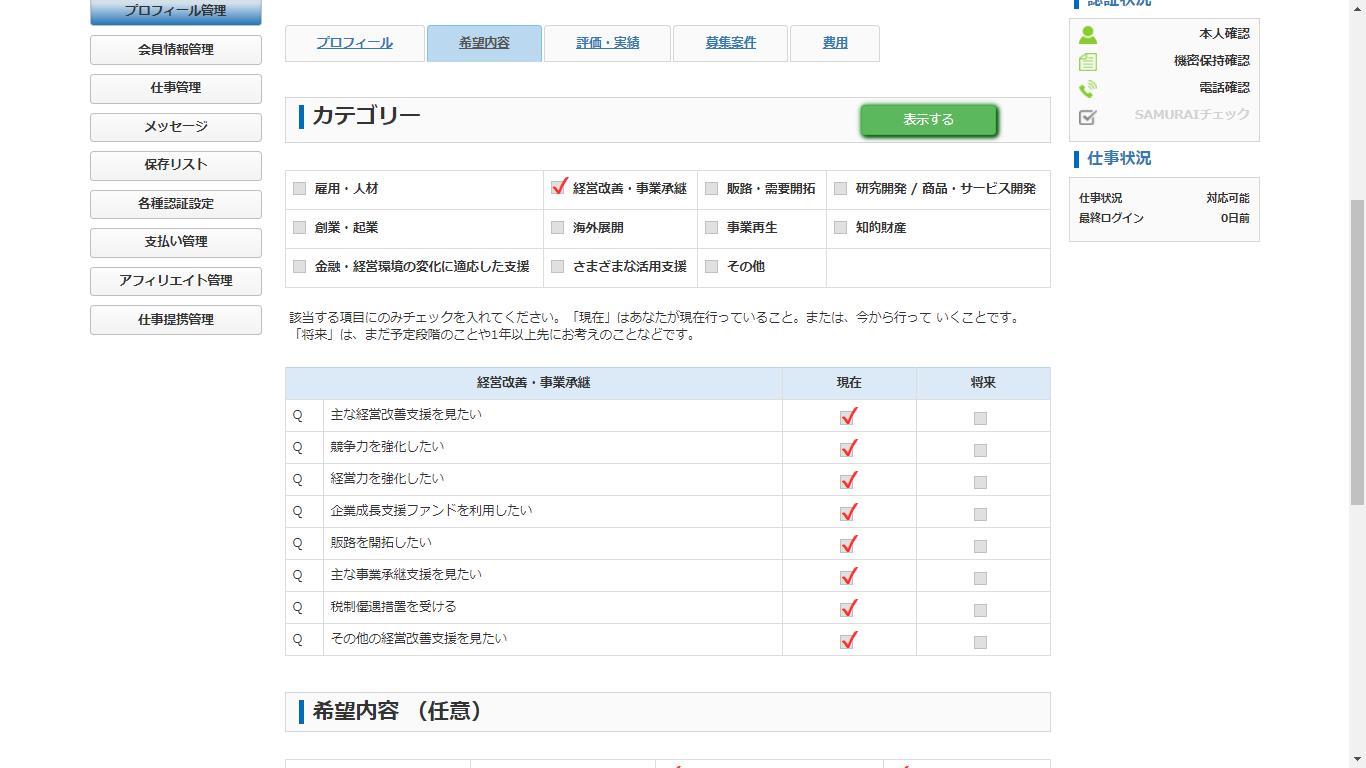 プロフィール管理
会員情報管理
仕事管理
メッセージ
保存リスト
各種認証設定
支払い管理
アフィリエイト管理
仕事提携管理
プロフィール 希望内容 評価・実績 募集案件 費用
カテゴリー 表示する
雇用・人材 経営改善・事業承継 販路・需要開拓 研究開発 / 商品・サービス開発
創業・起業 海外展開 事業再生 知的財産
金融・経営環境の変化に適応した支援 さまざまな活用支援 その他
該当する項目にのみチェックを入れてください。「現在」はあなたが現在行っていること。または、今から行って いくことです。
「将来」は、まだ予定段階のことや1年以上先にお考えのことなどです。
経営改善・事業承継 現在 将来
Q 主な経営改善支援を見たい
Q 競争力を強化したい
Q 経営力を強化したい
Q 企業成長支援ファンドを利用したい
Q 販路を開拓したい
Q 主な事業承継支援を見たい
Q 税制優遇措置を受ける
Q その他の経営改善支援を見たい
希望内容 （任意）
認証状況
本人確認
機密保持確認
電話確認
SAMURAIチェック
仕事状況
仕事状況 対応可能
最終ログイン 0日前